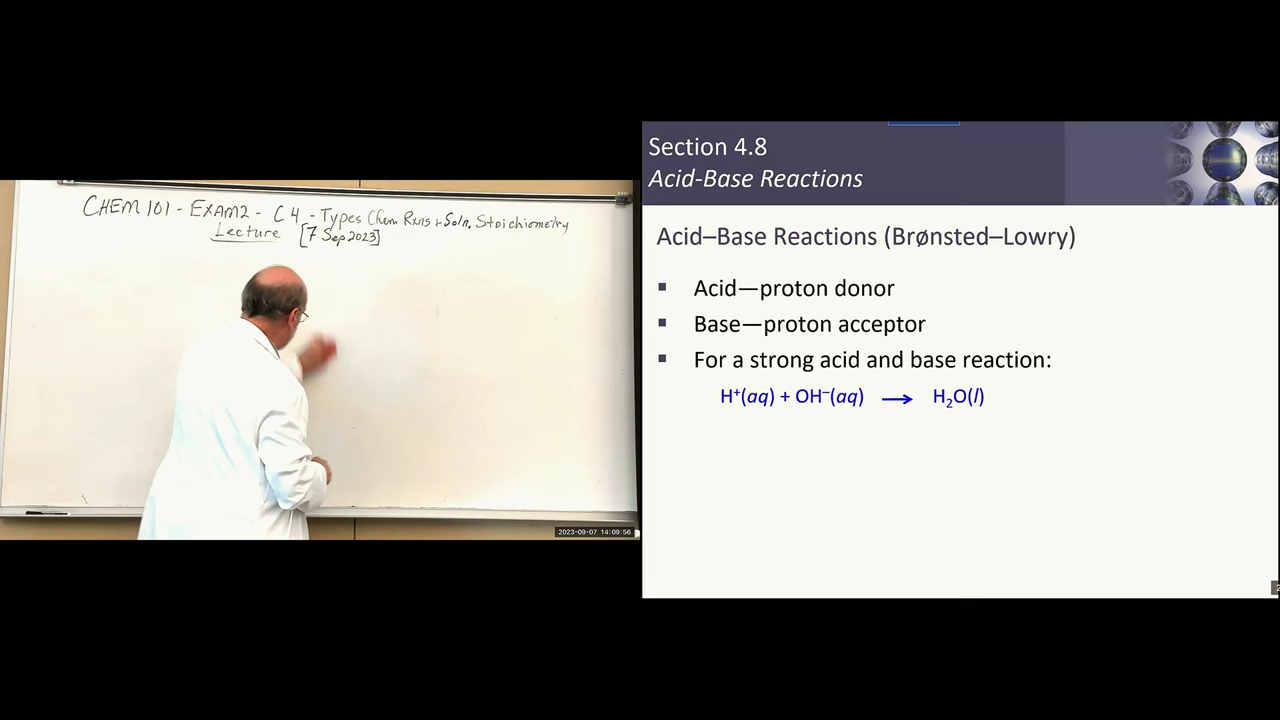 CHEM 101 - EXAM2 - C 4 - Types Chem Rxns + Soln. Stoichiometry
Lecture [7 Sep 2023]
2023-09-07 14:09:56
Section 4.8
Acid-Base Reactions
Acid–Base Reactions (Brønsted–Lowry)
▪ Acid—proton donor
▪ Base—proton acceptor
▪ For a strong acid and base reaction:
H⁺(aq) + OH⁻(aq) → H₂O(l)